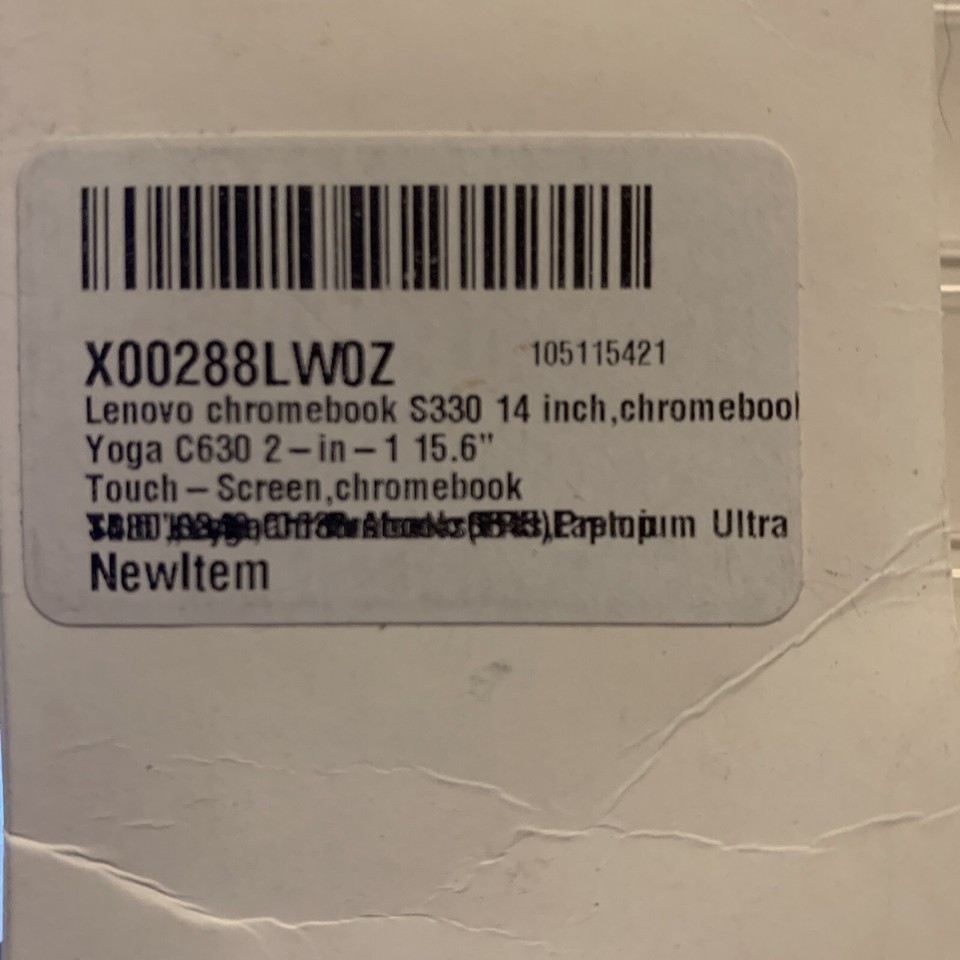 X00288LW0Z
105115421
Lenovo chromebook S330 14 inch,chromebook
Yoga C630 2-in-1 15.6"
Touch-Screen,chromebook
Ultra
NewItem